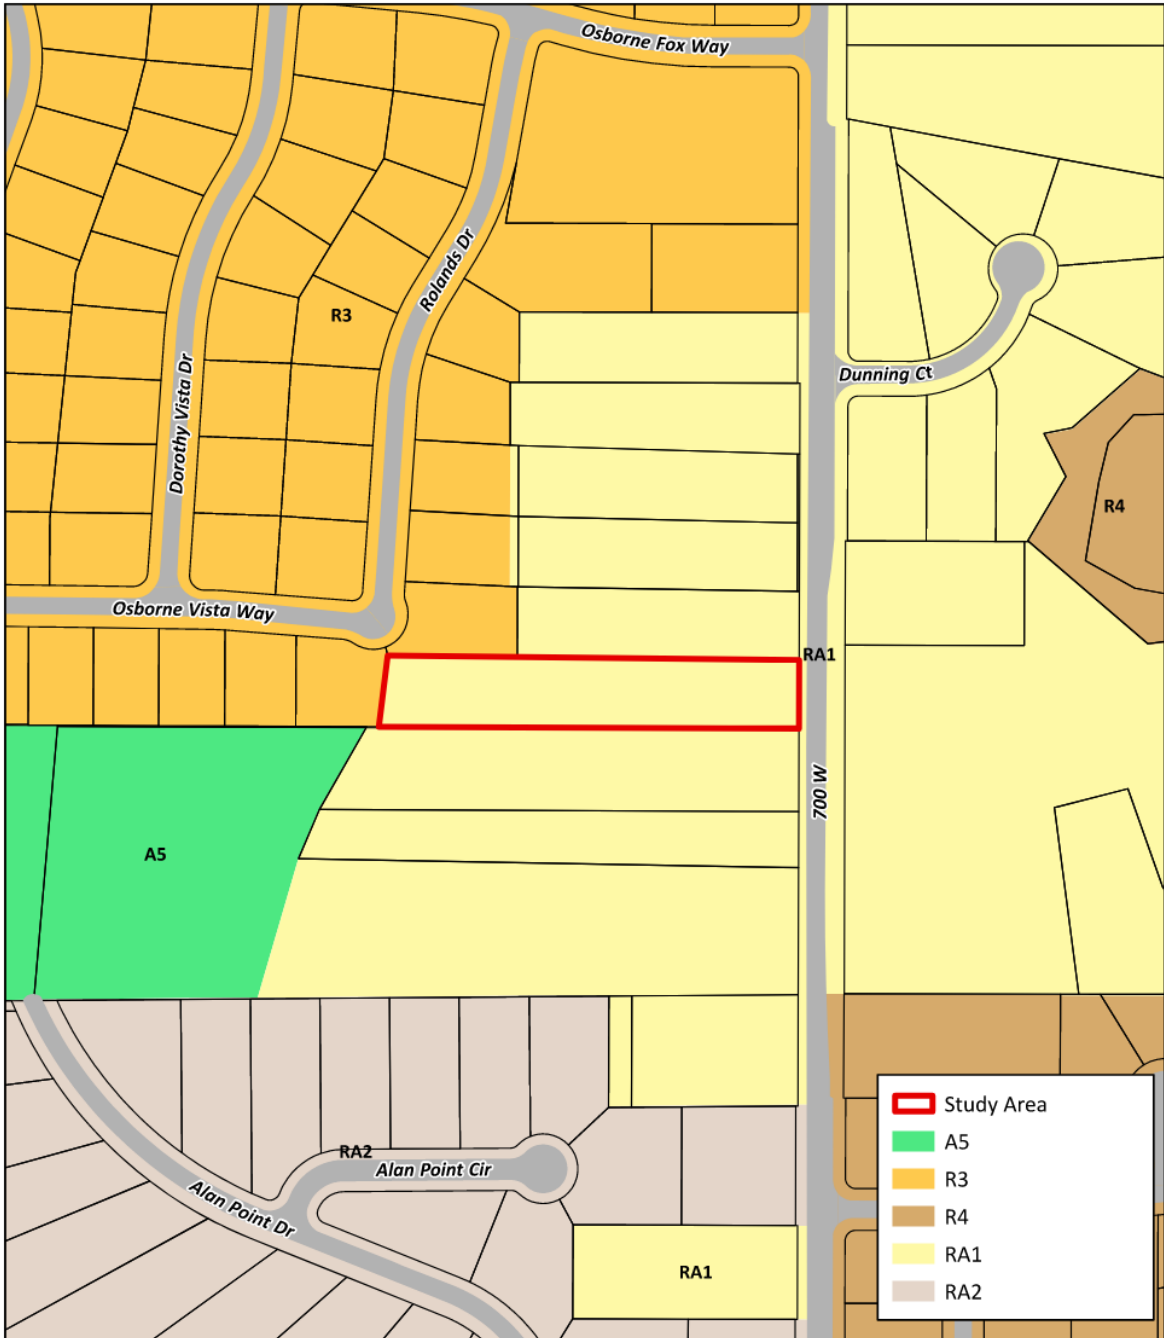 Osborne Fox Way
Rolands Dr
R3
Dorothy Vista Dr
Dunning Ct
R4
Osborne Vista Way
RA1
700 W
A5
RA2
Alan Point Cir
Alan Point Dr
RA1
Study Area
A5
R3
R4
RA1
RA2